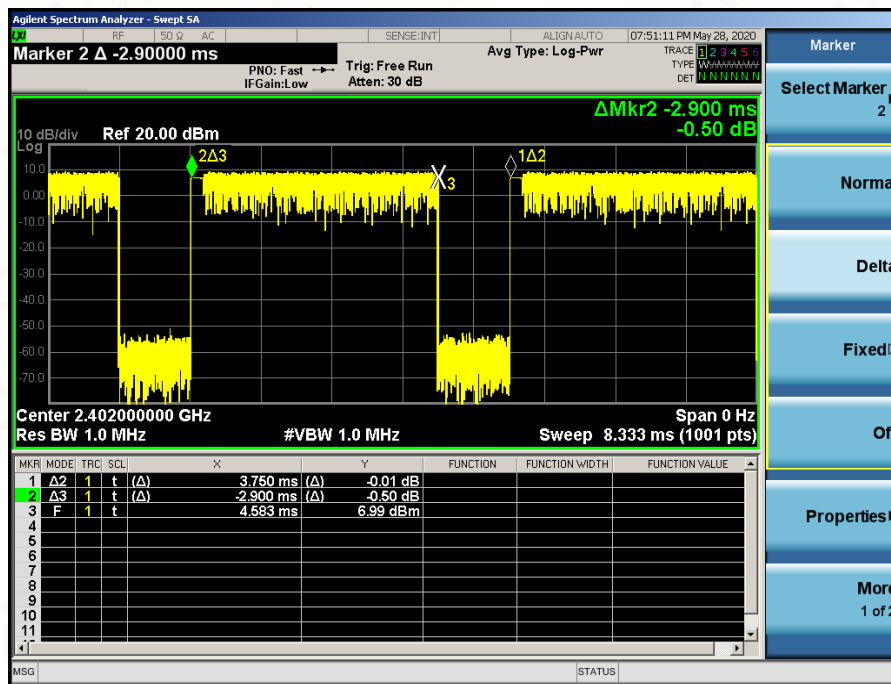 Agilent Spectrum Analyzer - Swept SA
LXI RF 50 Ω AC SENSE:INT ALIGN AUTO 07:51:11 PM May 28, 2020
Marker 2 Δ -2.90000 ms
PNO: Fast
IFGain:Low
Trig: Free Run
Atten: 30 dB
Avg Type: Log-Pwr
TRACE 1 2 3 4 5 6
TYPE
DET N N N N N N
ΔMkr2 -2.900 ms
-0.50 dB
10 dB/div Ref 20.00 dBm
Log
10.0
0.00
-10.0
-20.0
-30.0
-40.0
-50.0
-60.0
-70.0
2Δ3
3
1Δ2
Center 2.402000000 GHz Span 0 Hz
Res BW 1.0 MHz #VBW 1.0 MHz Sweep 8.333 ms (1001 pts)
MKR MODE TRC SCL X Y FUNCTION FUNCTION WIDTH FUNCTION VALUE
1 Δ2 1 t (Δ) 3.750 ms (Δ) -0.01 dB
2 Δ3 1 t (Δ) -2.900 ms (Δ) -0.50 dB
3 F 1 t 4.583 ms 6.99 dBm
4
5
6
7
8
9
10
11
MSG STATUS
Marker
Select Marker
2
Norma
Delta
Fixed
Of
Properties
More
1 of 2